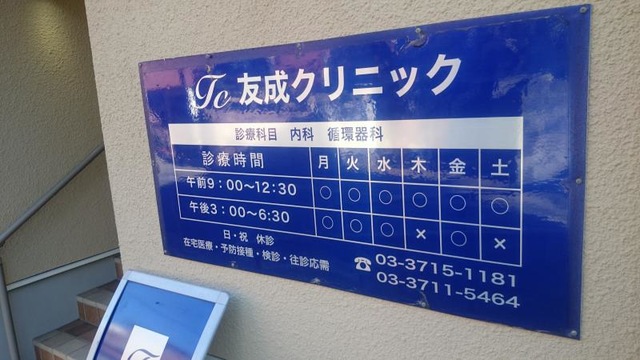 Tc 友成クリニック
診療科目 内科 循環器科
診療時間 月 火 水 木 金 土
午前9：00〜12:30 ○ ○ ○ ○ ○ ○
午後3：00〜6:30 ○ ○ ○ × ○ ×
日・祝 休診
在宅医療・予防接種・検診・往診応需
☎ 03-3715-1181
03-3711-5464
Tc